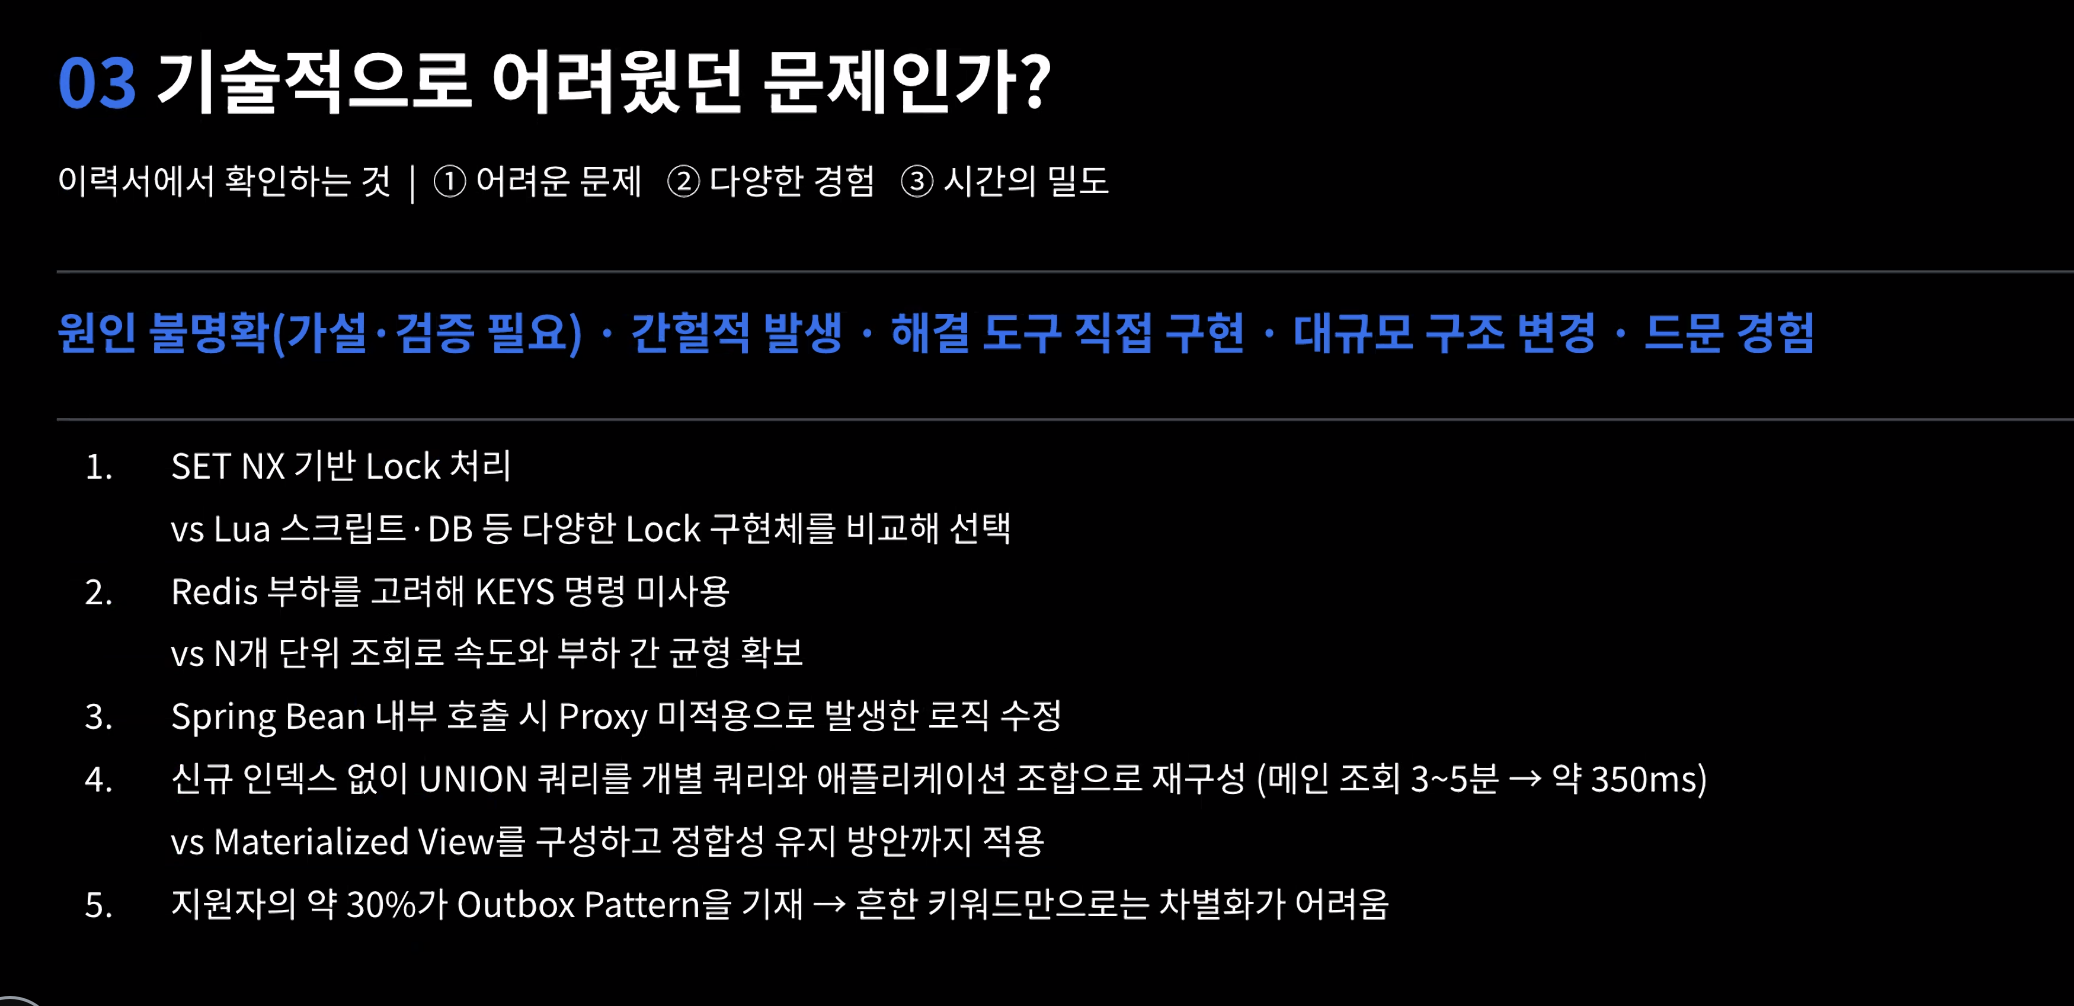 03 기술적으로 어려웠던 문제인가?
이력서에서 확인하는 것 | ① 어려운 문제 ② 다양한 경험 ③ 시간의 밀도
원인 불명확(가설·검증 필요) · 간헐적 발생 · 해결 도구 직접 구현 · 대규모 구조 변경 · 드문 경험
1. SET NX 기반 Lock 처리
vs Lua 스크립트·DB 등 다양한 Lock 구현체를 비교해 선택
2. Redis 부하를 고려해 KEYS 명령 미사용
vs N개 단위 조회로 속도와 부하 간 균형 확보
3. Spring Bean 내부 호출 시 Proxy 미적용으로 발생한 로직 수정
4. 신규 인덱스 없이 UNION 쿼리를 개별 쿼리와 애플리케이션 조합으로 재구성 (메인 조회 3~5분 → 약 350ms)
vs Materialized View를 구성하고 정합성 유지 방안까지 적용
5. 지원자의 약 30%가 Outbox Pattern을 기재 → 흔한 키워드만으로는 차별화가 어려움